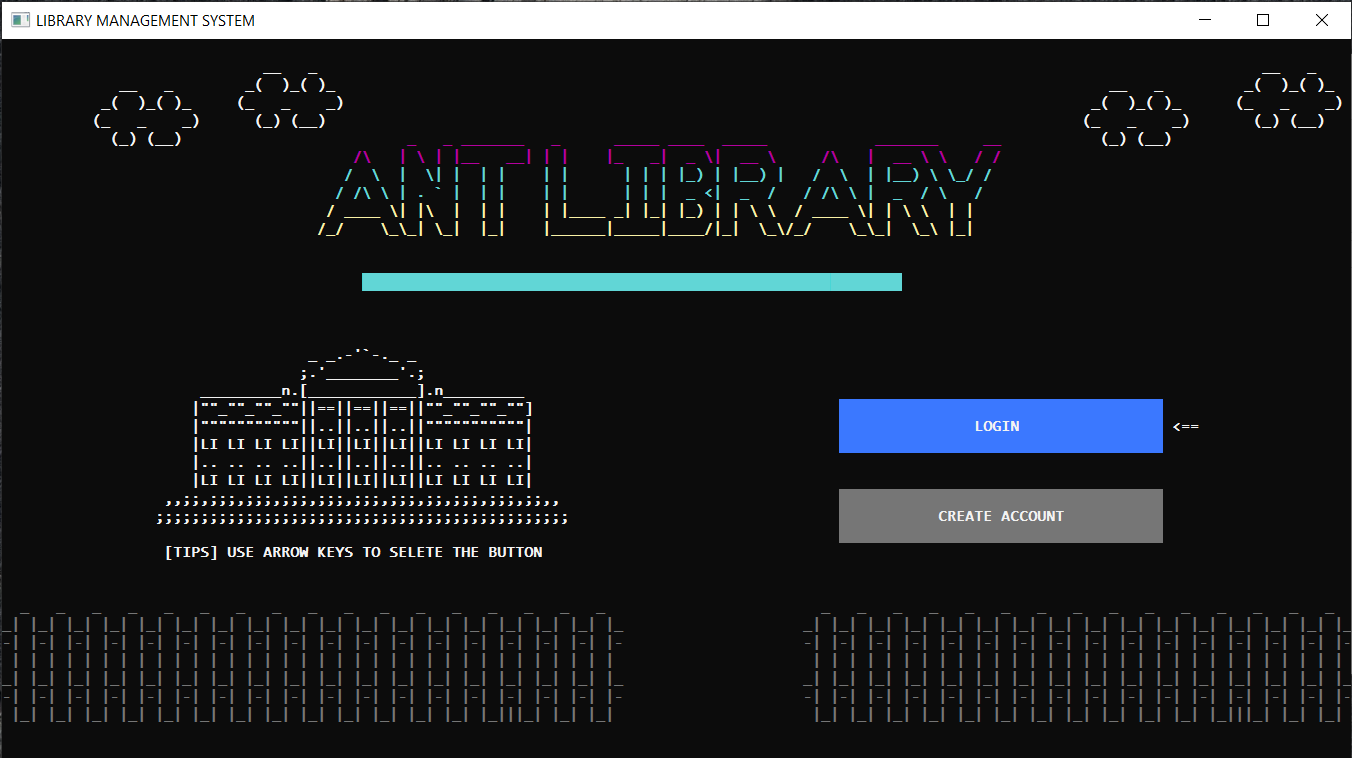 LIBRARY MANAGEMENT SYSTEM
ANT LIBRARY
LOGIN <==
CREATE ACCOUNT
[TIPS] USE ARROW KEYS TO SELETE THE BUTTON